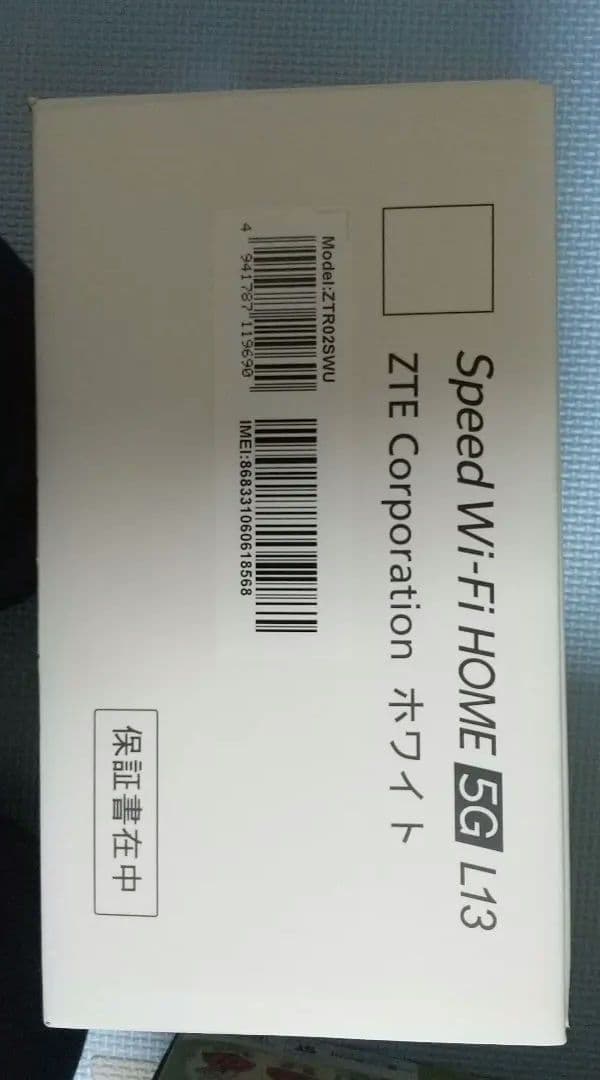 Speed Wi-Fi HOME 5G L13
ZTE Corporation ホワイト
Model:ZTR02SWU
4 941787 119690
IMEI:868331060618568
保証書在中